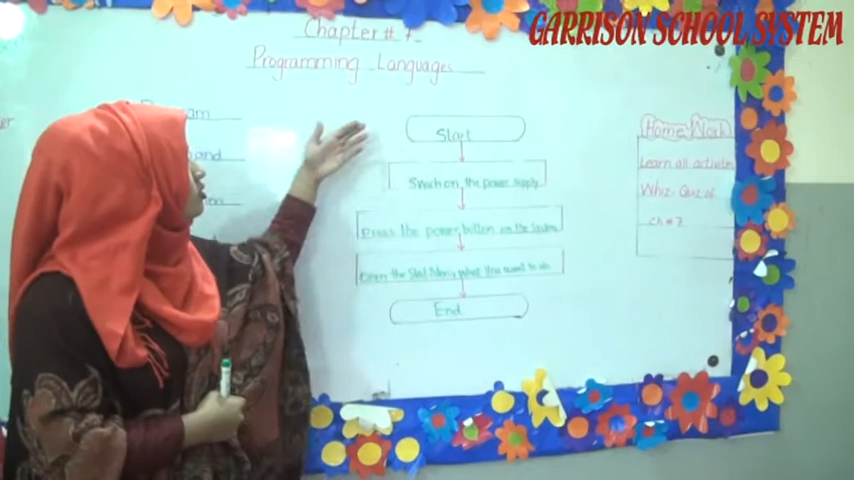 GARRISON SCHOOL SYSTEM
Chapter # 7
Programming Languages
Start
Switch on the power supply
Press the power button on the System
Open the Start Menu, what you want to do
End
Home Work
Learn all activites
Whiz. Quiz of
ch # 7